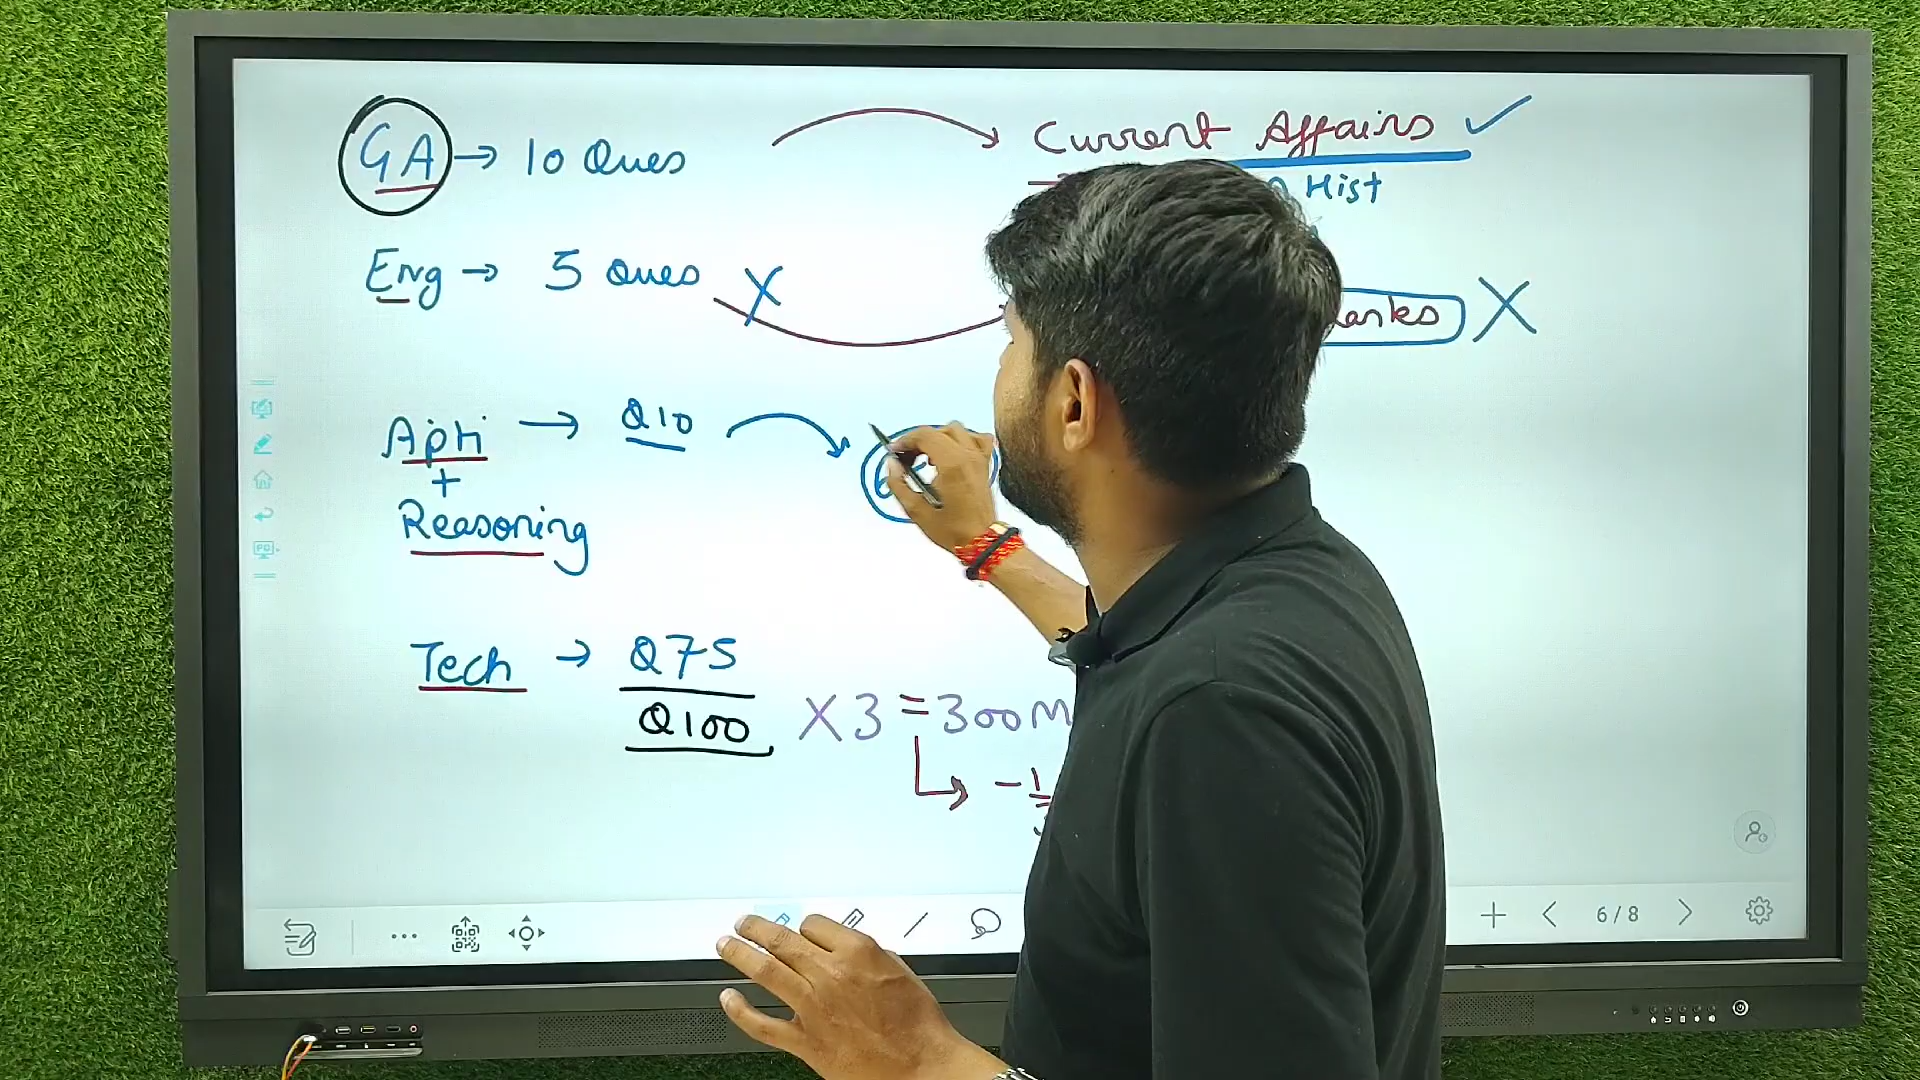 GA → 10 Ques
Current Affairs ✓
Hist
Eng → 5 Ques X
X
Apti → Q10
+
Reasoning
Tech → Q75
Q100 X3 = 300M
6/8